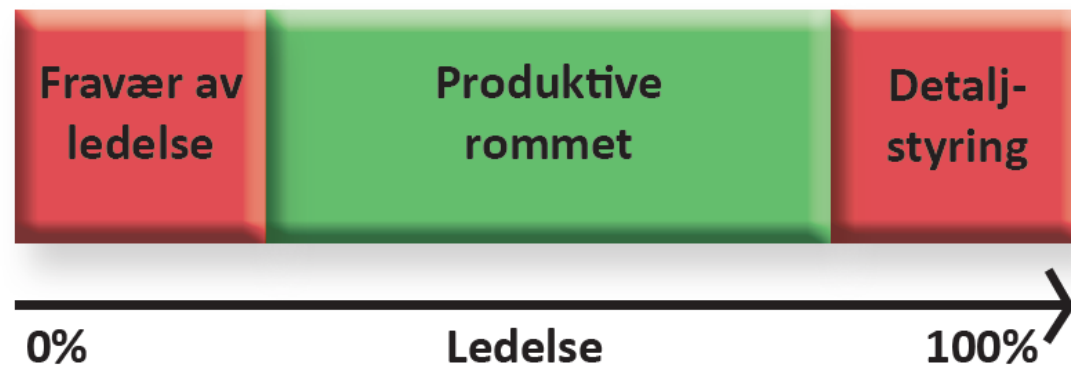 Fravær av
ledelse
Produktive
rommet
Detalj-
styring
0%
Ledelse
100%